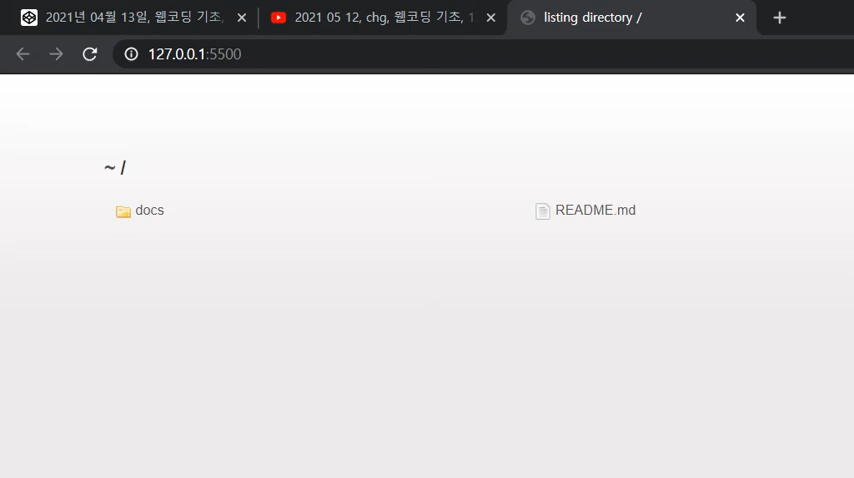 2021년 04월 13일, 웹코딩 기초,
2021 05 12, chg, 웹코딩 기초, 1
listing directory /
127.0.0.1:5500
~ /
docs
README.md